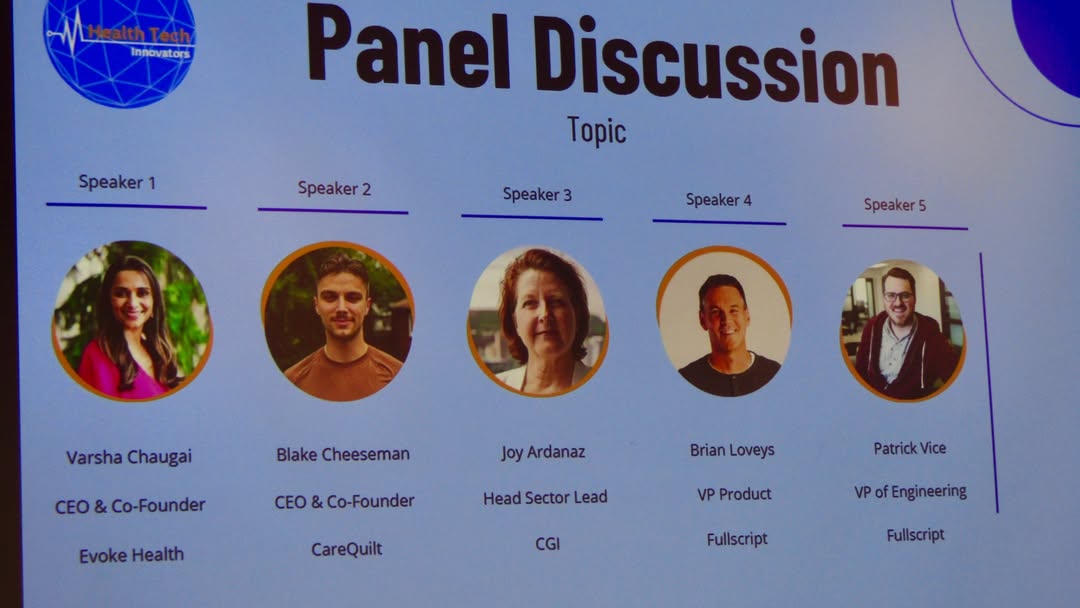 Health Tech
Innovators
Panel Discussion
Topic
Speaker 1
Speaker 2
Speaker 3
Speaker 4
Speaker 5
Varsha Chaugai
CEO & Co-Founder
Evoke Health
Blake Cheeseman
CEO & Co-Founder
CareQuilt
Joy Ardanaz
Head Sector Lead
CGI
Brian Loveys
VP Product
Fullscript
Patrick Vice
VP of Engineering
Fullscript